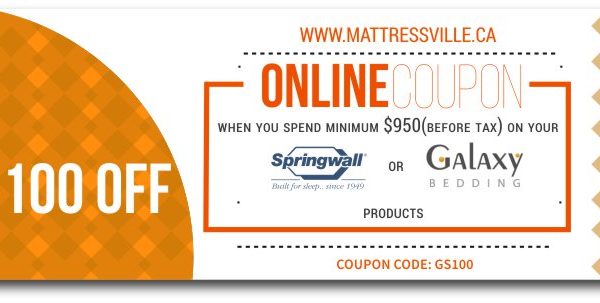 100 OFF
WWW.MATTRESSVILLE.CA
ONLINECOUPON
WHEN YOU SPEND MINIMUM $950(BEFORE TAX) ON YOUR
Springwall®
Built for sleep.. since 1949
OR
GALAXY
BEDDING
PRODUCTS
COUPON CODE: GS100